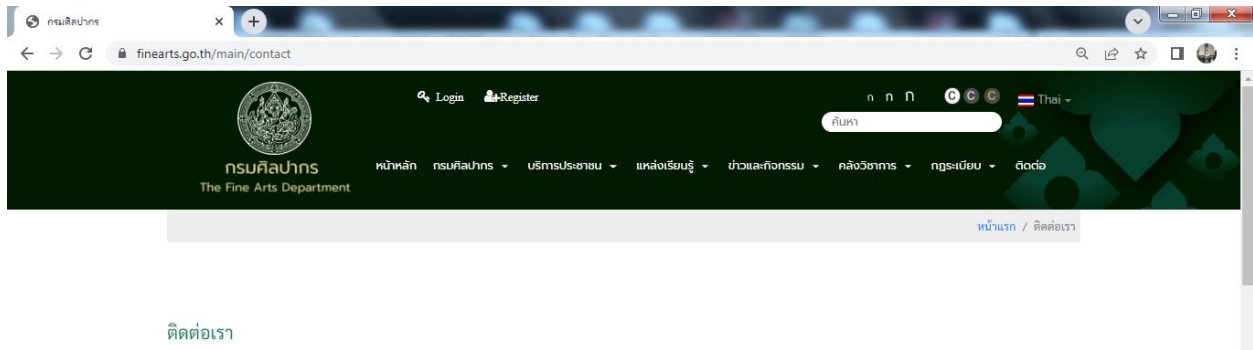 กรมศิลปากร
finearts.go.th/main/contact
Login Register ก ก ก C C C Thai
ค้นหา
กรมศิลปากร
The Fine Arts Department
หน้าหลัก กรมศิลปากร บริการประชาชน แหล่งเรียนรู้ ข่าวและกิจกรรม คลังวิชาการ กฎระเบียบ ติดต่อ
หน้าแรก / ติดต่อเรา
ติดต่อเรา